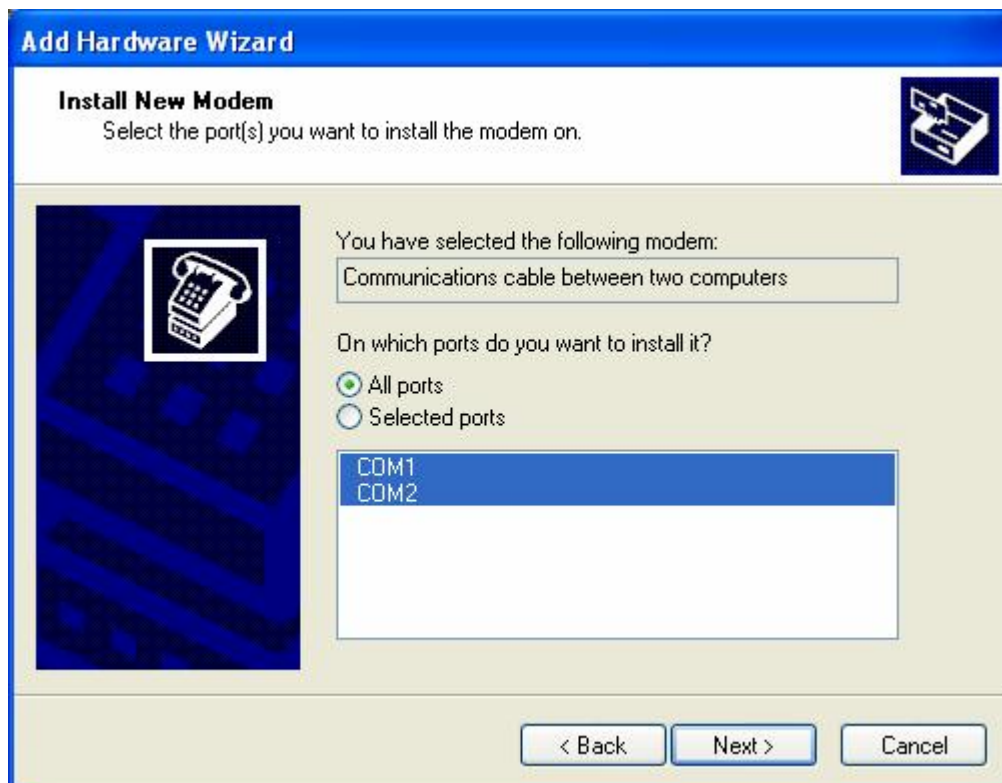 Add Hardware Wizard
Install New Modem
Select the port(s) you want to install the modem on.
You have selected the following modem:
Communications cable between two computers
On which ports do you want to install it?
All ports
Selected ports
COM1
COM2
< Back Next > Cancel